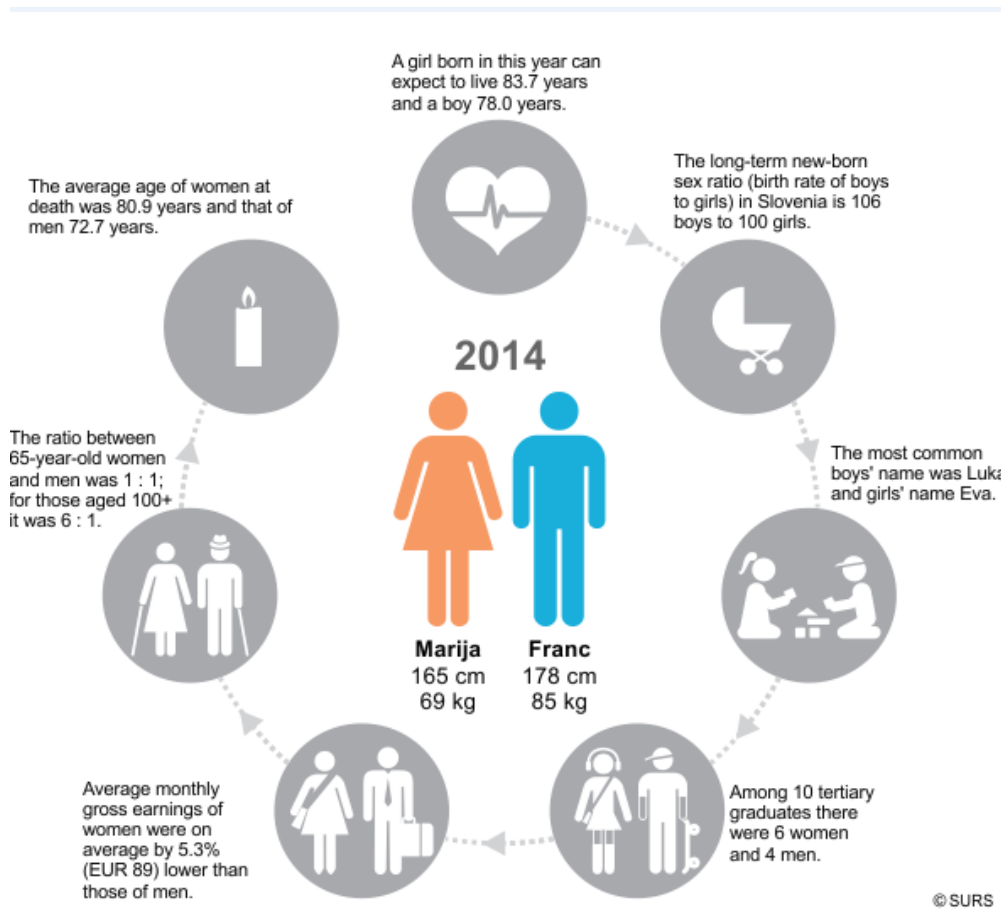 A girl born in this year can
expect to live 83.7 years
and a boy 78.0 years.
The long-term new-born
sex ratio (birth rate of boys
to girls) in Slovenia is 106
boys to 100 girls.
The average age of women at
death was 80.9 years and that of
men 72.7 years.
2014
The ratio between
65-year-old women
and men was 1 : 1;
for those aged 100+
it was 6 : 1.
The most common
boys' name was Luka
and girls' name Eva.
Marija
165 cm
69 kg
Franc
178 cm
85 kg
Average monthly
gross earnings of
women were on
average by 5.3%
(EUR 89) lower than
those of men.
Among 10 tertiary
graduates there
were 6 women
and 4 men.
© SURS